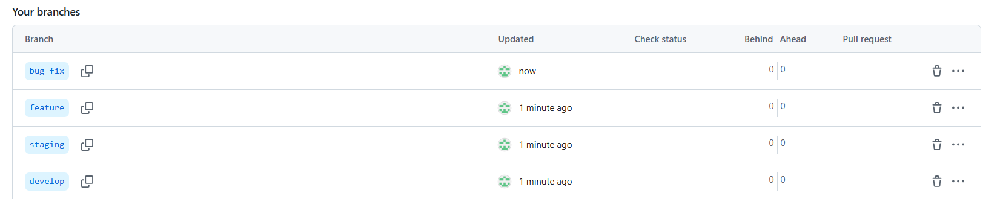 Your branches
Branch Updated Check status Behind Ahead Pull request
bug_fix now 0 0
feature 1 minute ago 0 0
staging 1 minute ago 0 0
develop 1 minute ago 0 0